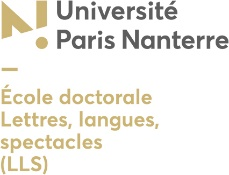 Université
Paris Nanterre
École doctorale
Lettres, langues,
spectacles
(LLS)